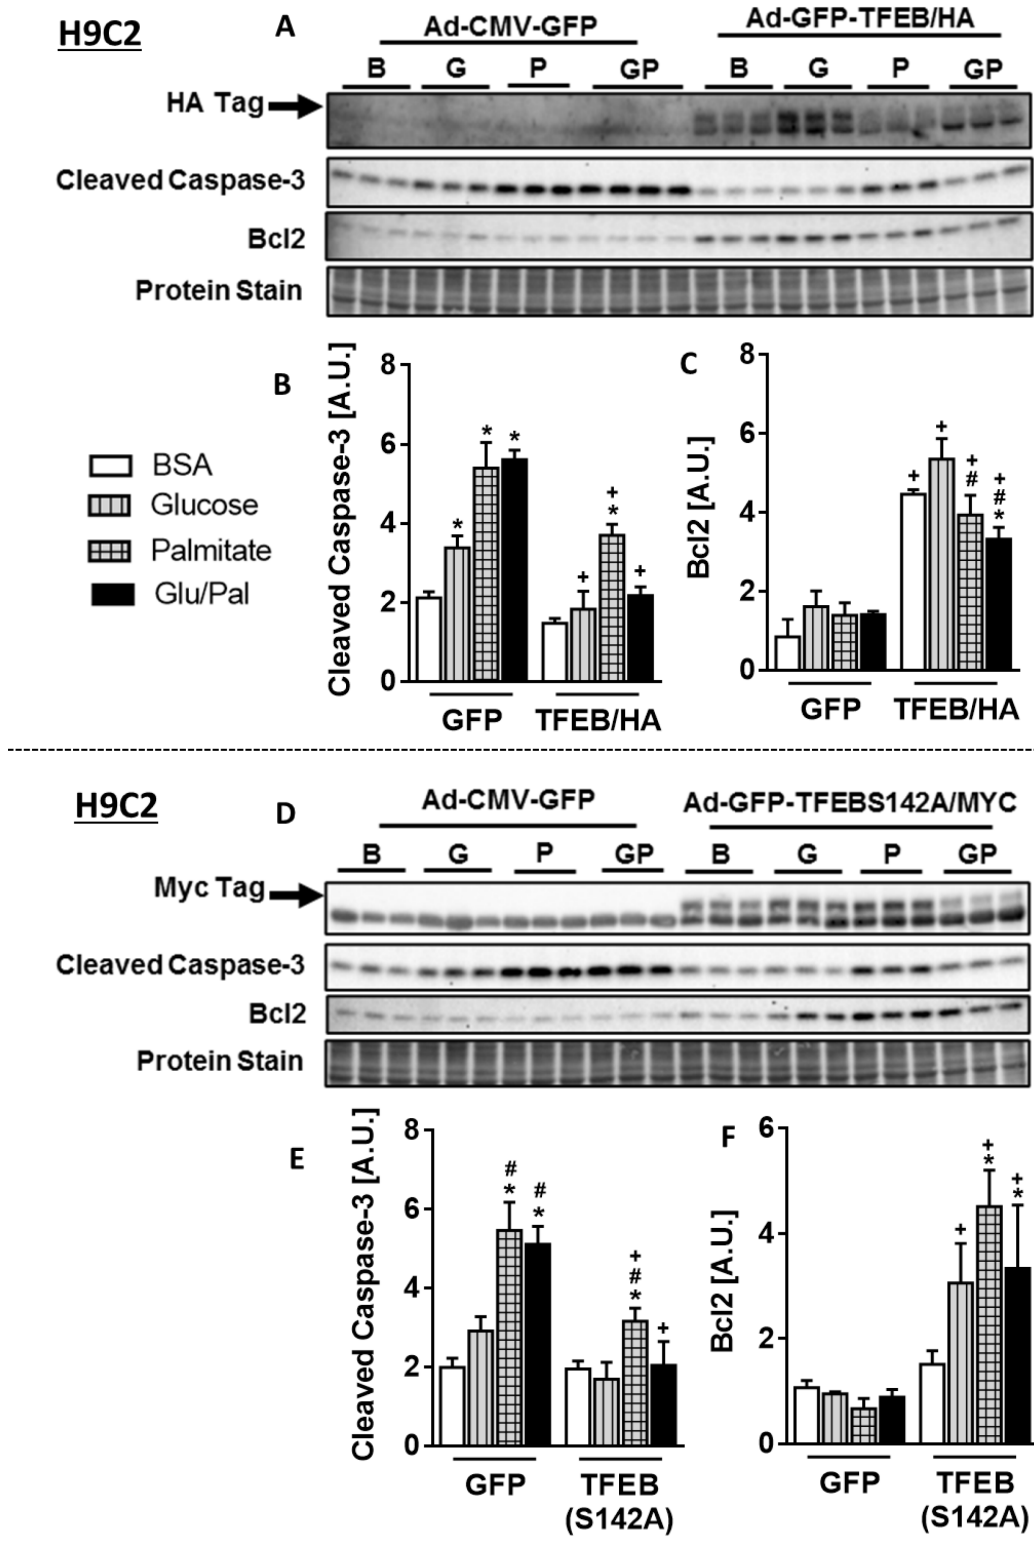 H9C2
A
Ad-CMV-GFP
Ad-GFP-TFEB/HA
B G P GP B G P GP
HA Tag
Cleaved Caspase-3
Bcl2
Protein Stain
B
Cleaved Caspase-3 [A.U.]
8
6
4
2
0
* * * * + + * +
GFP TFEB/HA
C
Bcl2 [A.U.]
8
6
4
2
0
+ + + # + # *
GFP TFEB/HA
BSA
Glucose
Palmitate
Glu/Pal
H9C2
D
Ad-CMV-GFP
Ad-GFP-TFEBS142A/MYC
B G P GP B G P GP
Myc Tag
Cleaved Caspase-3
Bcl2
Protein Stain
E
Cleaved Caspase-3 [A.U.]
8
6
4
2
0
# * # * + # * +
GFP TFEB
(S142A)
F
Bcl2 [A.U.]
6
4
2
0
+ + * + *
GFP TFEB
(S142A)